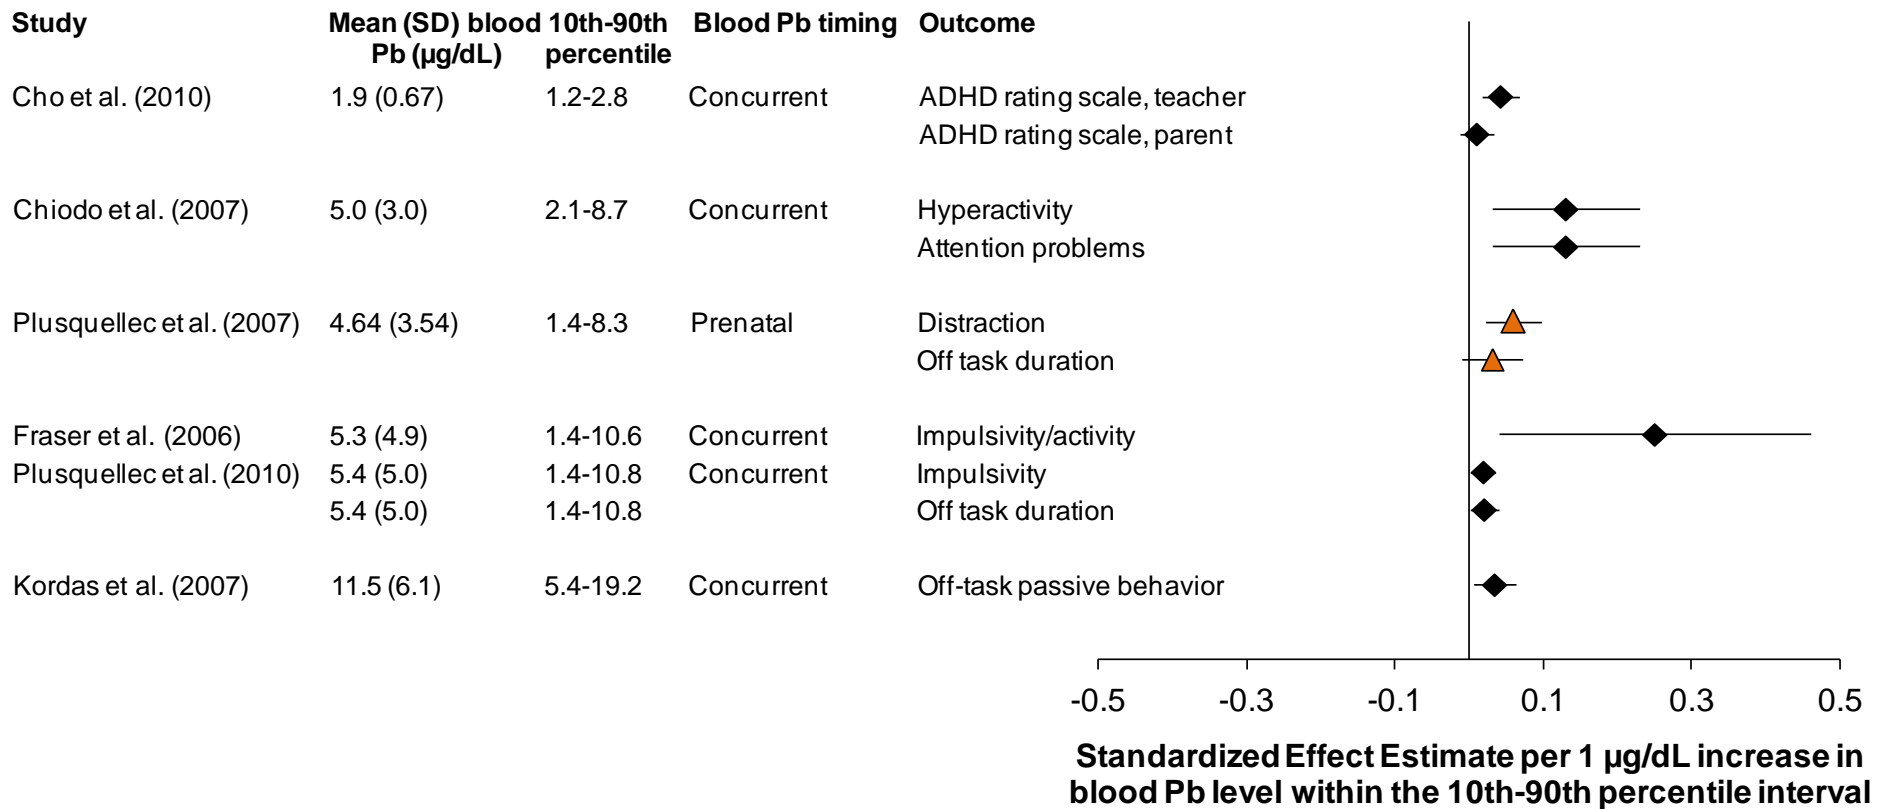 Study Mean (SD) blood 10th-90th Blood Pb timing Outcome
Pb (µg/dL) percentile
Cho et al. (2010) 1.9 (0.67) 1.2-2.8 Concurrent ADHD rating scale, teacher
ADHD rating scale, parent
Chiodo et al. (2007) 5.0 (3.0) 2.1-8.7 Concurrent Hyperactivity
Attention problems
Plusquellec et al. (2007) 4.64 (3.54) 1.4-8.3 Prenatal Distraction
Off task duration
Fraser et al. (2006) 5.3 (4.9) 1.4-10.6 Concurrent Impulsivity/activity
Plusquellec et al. (2010) 5.4 (5.0) 1.4-10.8 Concurrent Impulsivity
5.4 (5.0) 1.4-10.8 Off task duration
Kordas et al. (2007) 11.5 (6.1) 5.4-19.2 Concurrent Off-task passive behavior
-0.5 -0.3 -0.1 0.1 0.3 0.5
Standardized Effect Estimate per 1 µg/dL increase in
blood Pb level within the 10th-90th percentile interval